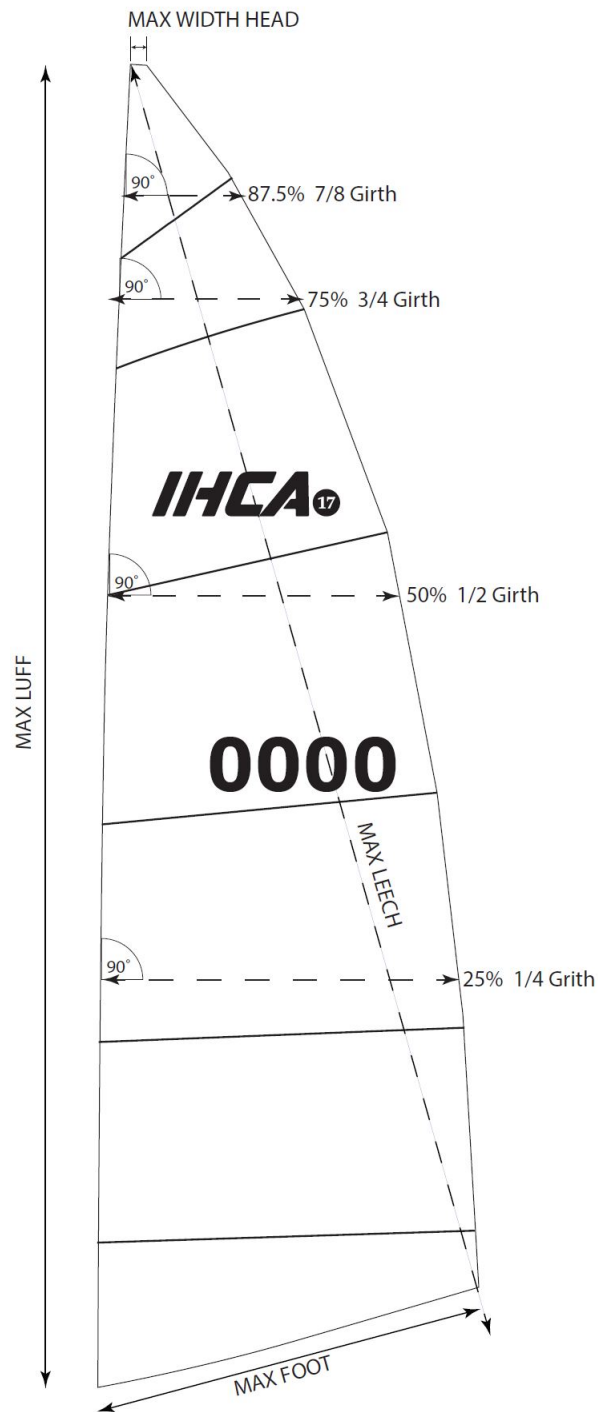 MAX WIDTH HEAD
90°
87.5% 7/8 Girth
90°
75% 3/4 Girth
IHCA 17
90°
50% 1/2 Girth
MAX LUFF
0000
MAX LEECH
90°
25% 1/4 Grith
MAX FOOT